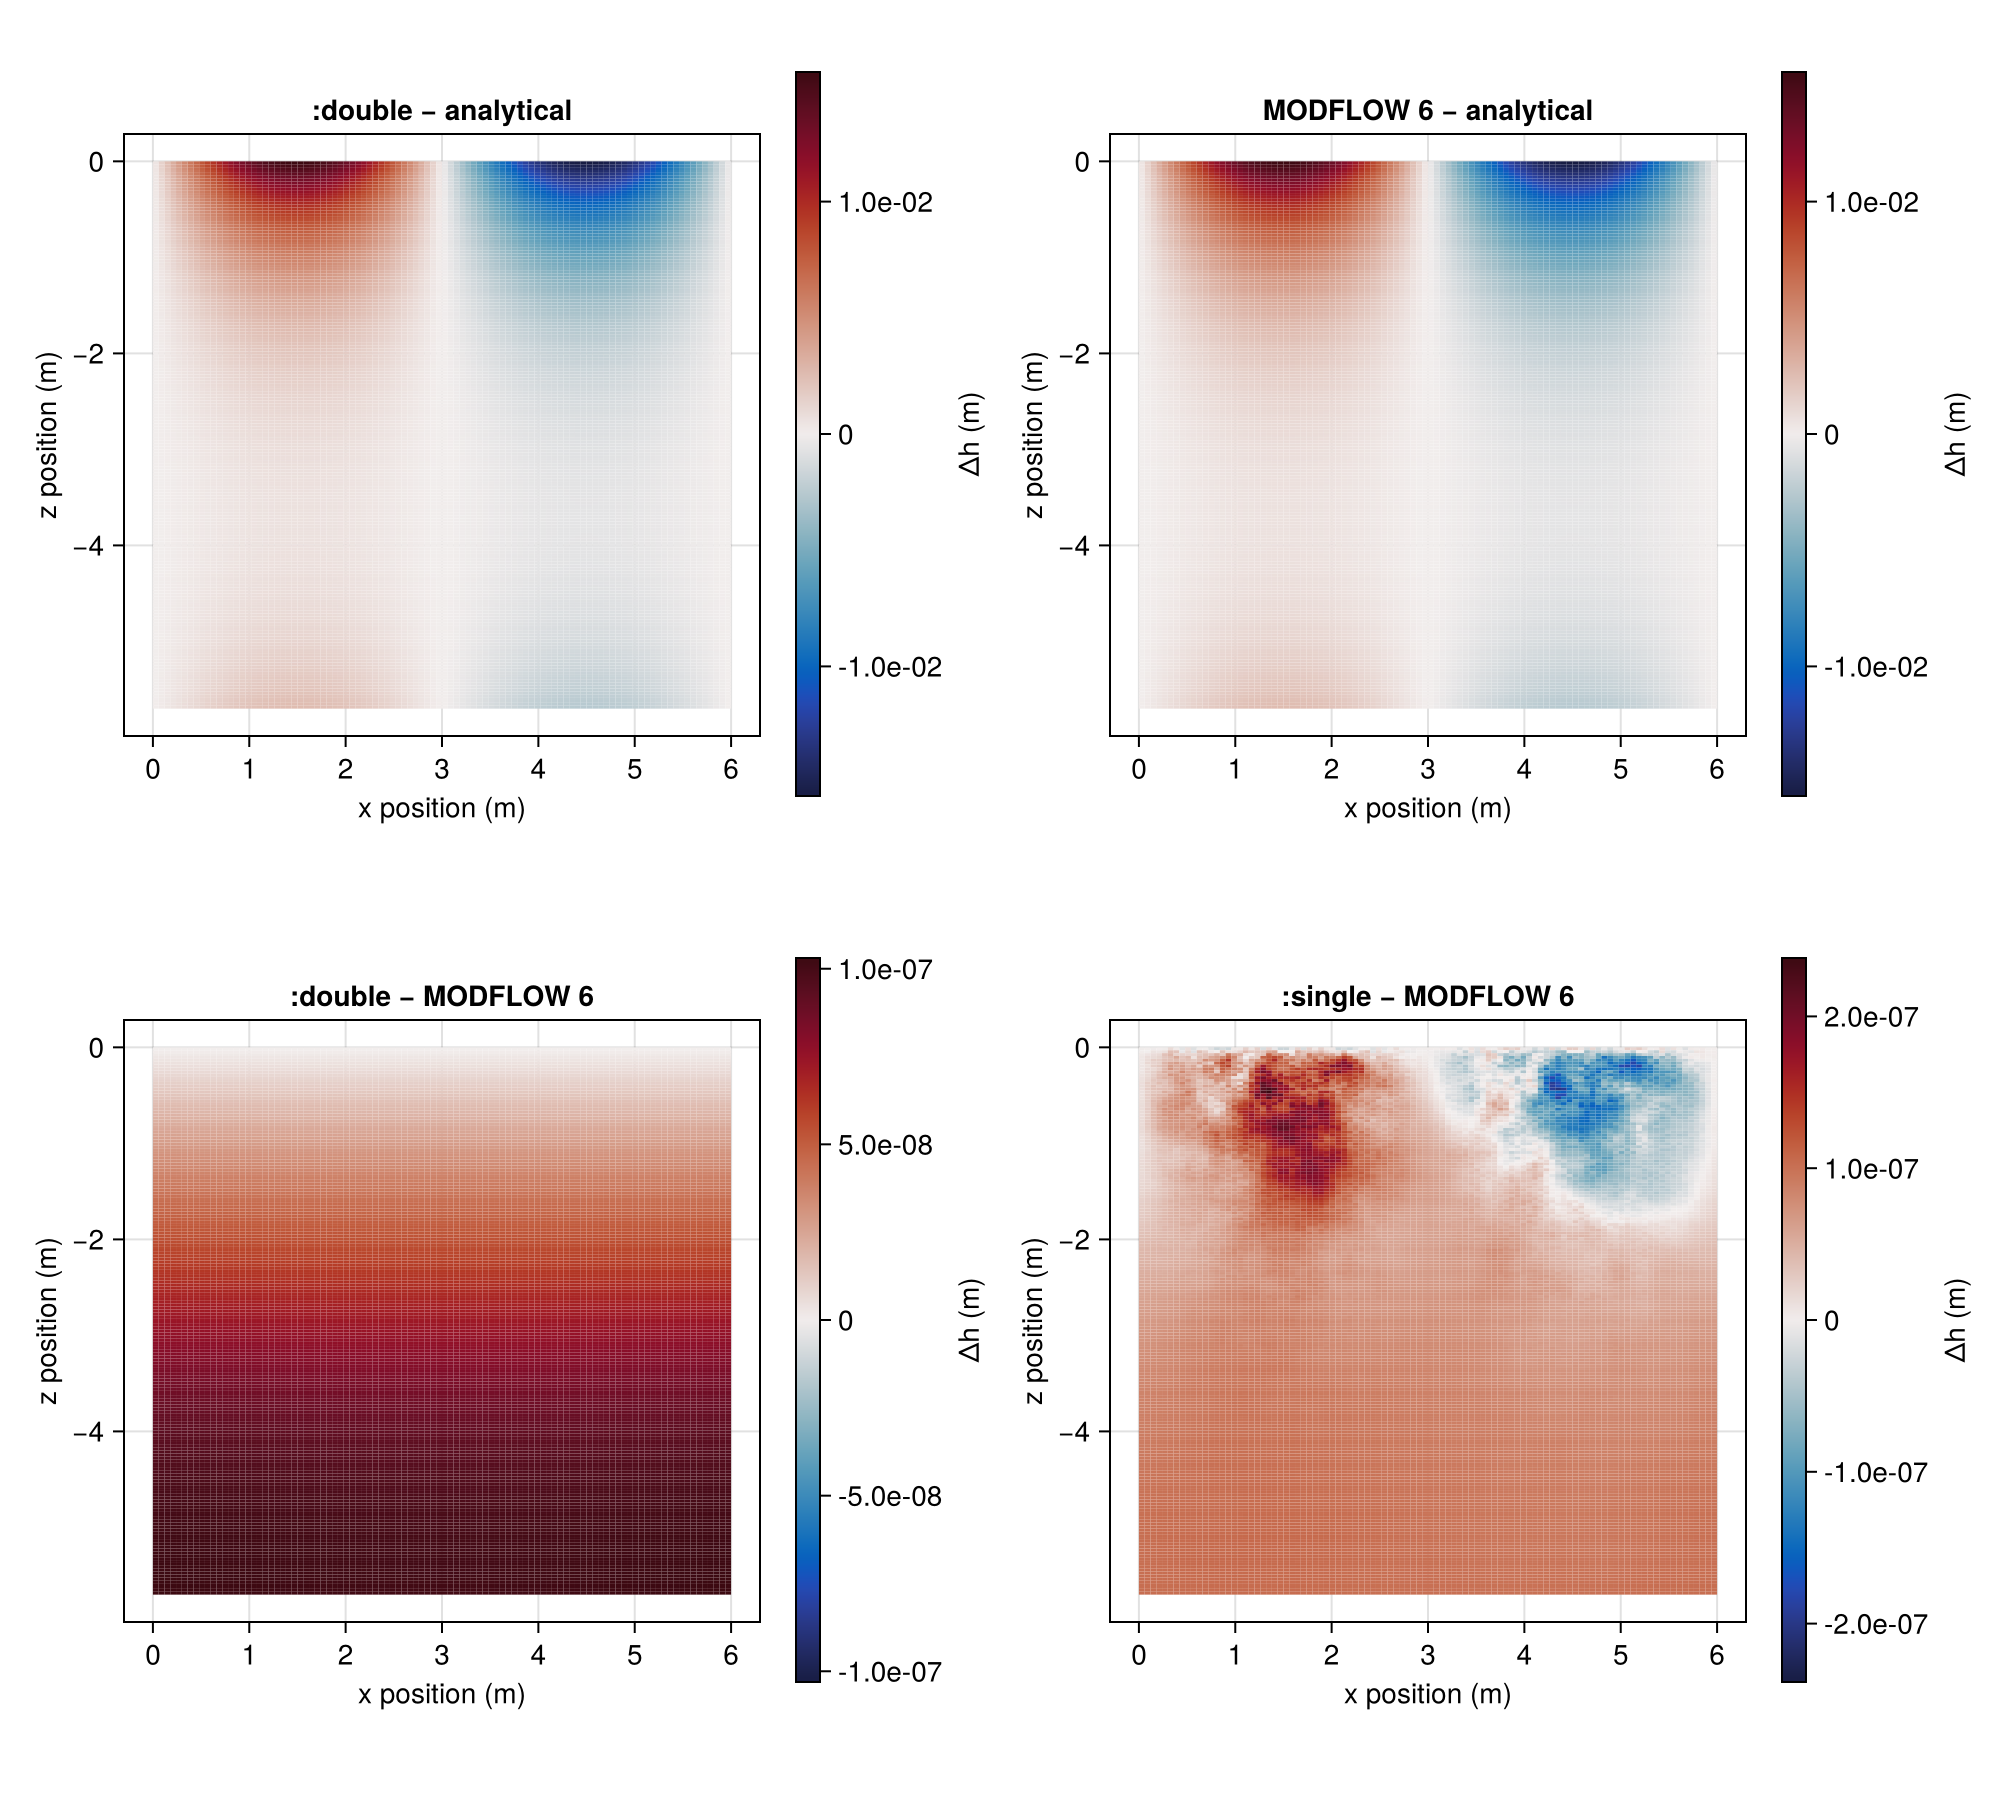 :double – analytical
0
−2
−4
z position (m)
0 1 2 3 4 5 6
x position (m)
1.0e-02
0
-1.0e-02
Δh (m)
MODFLOW 6 – analytical
0
−2
−4
z position (m)
0 1 2 3 4 5 6
x position (m)
1.0e-02
0
-1.0e-02
Δh (m)
:double – MODFLOW 6
0
−2
−4
z position (m)
0 1 2 3 4 5 6
x position (m)
1.0e-07
5.0e-08
0
-5.0e-08
-1.0e-07
Δh (m)
:single – MODFLOW 6
0
−2
−4
z position (m)
0 1 2 3 4 5 6
x position (m)
2.0e-07
1.0e-07
0
-1.0e-07
-2.0e-07
Δh (m)